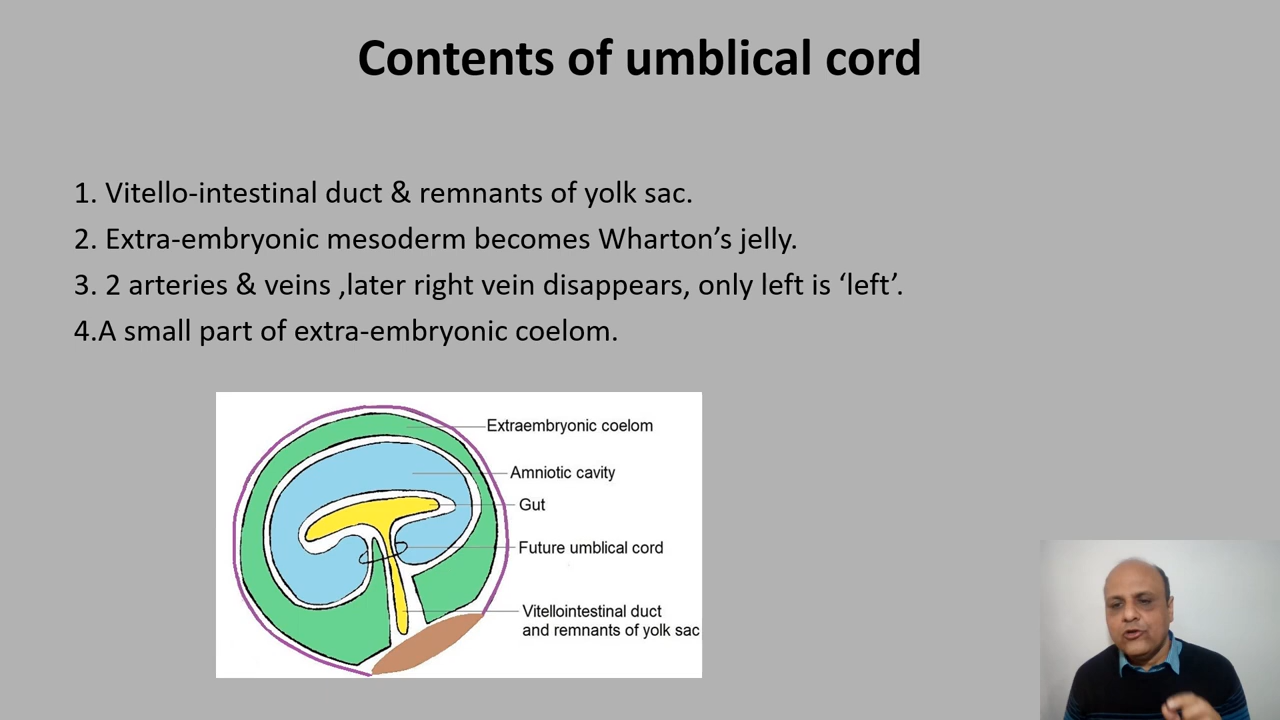 Contents of umblical cord
1. Vitello-intestinal duct & remnants of yolk sac.
2. Extra-embryonic mesoderm becomes Wharton’s jelly.
3. 2 arteries & veins ,later right vein disappears, only left is ‘left’.
4.A small part of extra-embryonic coelom.
Extraembryonic coelom
Amniotic cavity
Gut
Future umblical cord
Vitellointestinal duct
and remnants of yolk sac